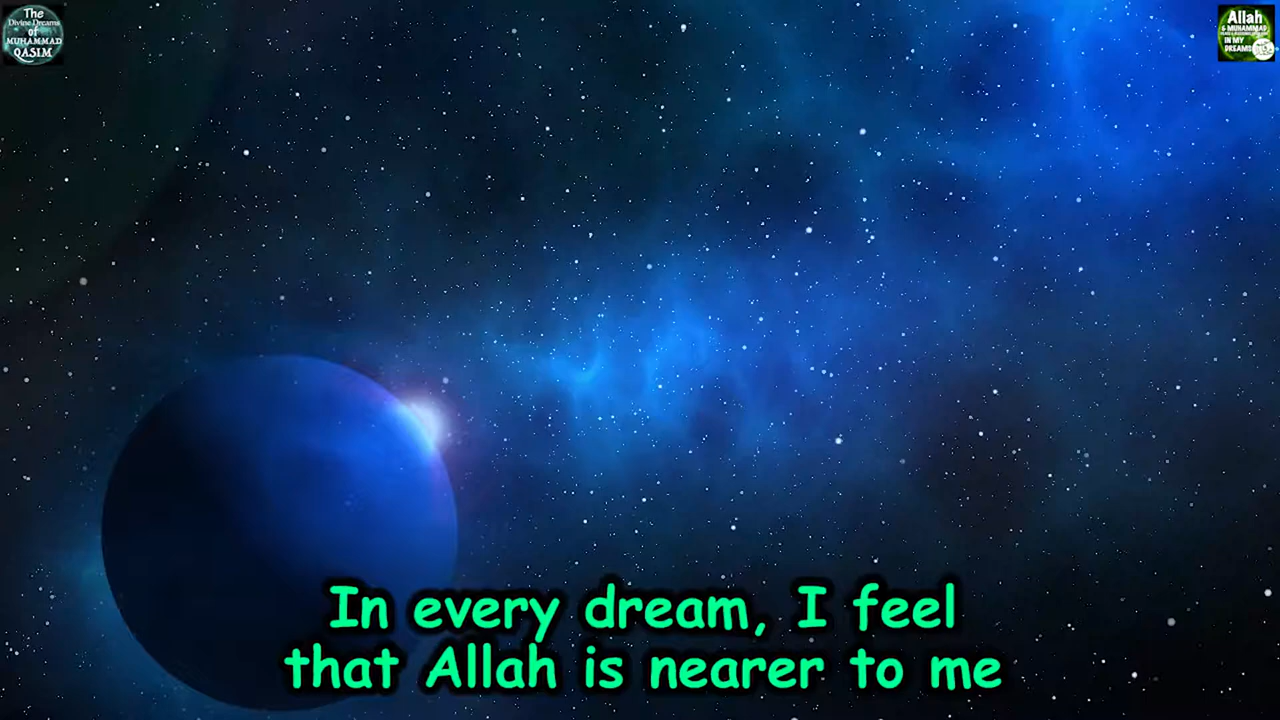 The
Divine Dreams
of
MUHAMMAD
QASIM
Allah
& MUHAMMAD
IN MY
DREAMS
In every dream, I feel
that Allah is nearer to me